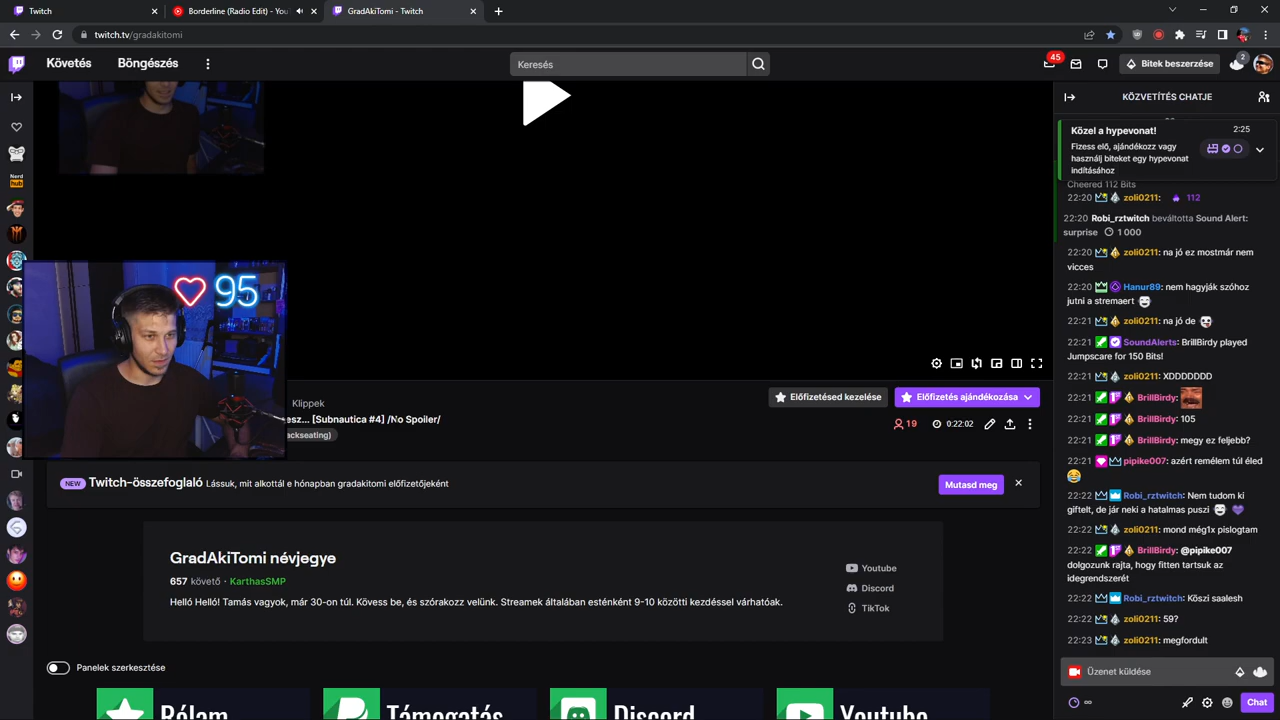 Twitch
Borderline (Radio Edit) - You
GradAkiTomi - Twitch
twitch.tv/gradakitomi
Követés
Böngészés
Keresés
45
Bitek beszerzése
2
KÖZVETÍTÉS CHATJE
Közel a hypevonat!
2:25
Fizess elő, ajándékozz vagy
használj biteket egy hypevonat
indításához
Cheered 112 Bits
22:20 zoli0211: 112
22:20 Robi_rztwitch beváltotta Sound Alert:
surprise 1 000
22:20 zoli0211: na jó ez mostmár nem
vicces
22:20 Hanur89: nem hagyják szóhoz
jutni a stremaert
22:21 zoli0211: na jó de
22:21 SoundAlerts: BrillBirdy played
Jumpscare for 150 Bits!
22:21 zoli0211: XDDDDDDD
22:21 BrillBirdy:
22:21 BrillBirdy: 105
22:21 BrillBirdy: megy ez feljebb?
22:21 pipike007: azért remélem túl éled
22:22 Robi_rztwitch: Nem tudom ki
giftelt, de jár neki a hatalmas puszi
22:22 zoli0211: mond még1x pislogtam
22:22 BrillBirdy: @pipike007
dolgozunk rajta, hogy fitten tartsuk az
idegrendszerét
22:22 Robi_rztwitch: Köszi saalesh
22:22 zoli0211: 59?
22:23 zoli0211: megfordult
Üzenet küldése
Chat
Nerd
hub
95
Klippek
Előfizetésed kezelése
Előfizetés ajándékozása
esz... [Subnautica #4] /No Spoiler/
ackseating)
19
0:22:02
NEW
Twitch-összefoglaló Lássuk, mit alkottál e hónapban gradakitomi előfizetőjeként
Mutasd meg
GradAkiTomi névjegye
657 követő · KarthasSMP
Helló Helló! Tamás vagyok, már 30-on túl. Kövess be, és szórakozz velünk. Streamek általában esténként 9-10 közötti kezdéssel várhatóak.
Youtube
Discord
TikTok
Panelek szerkesztése
Rólam
Támogatás
Discord
Youtube